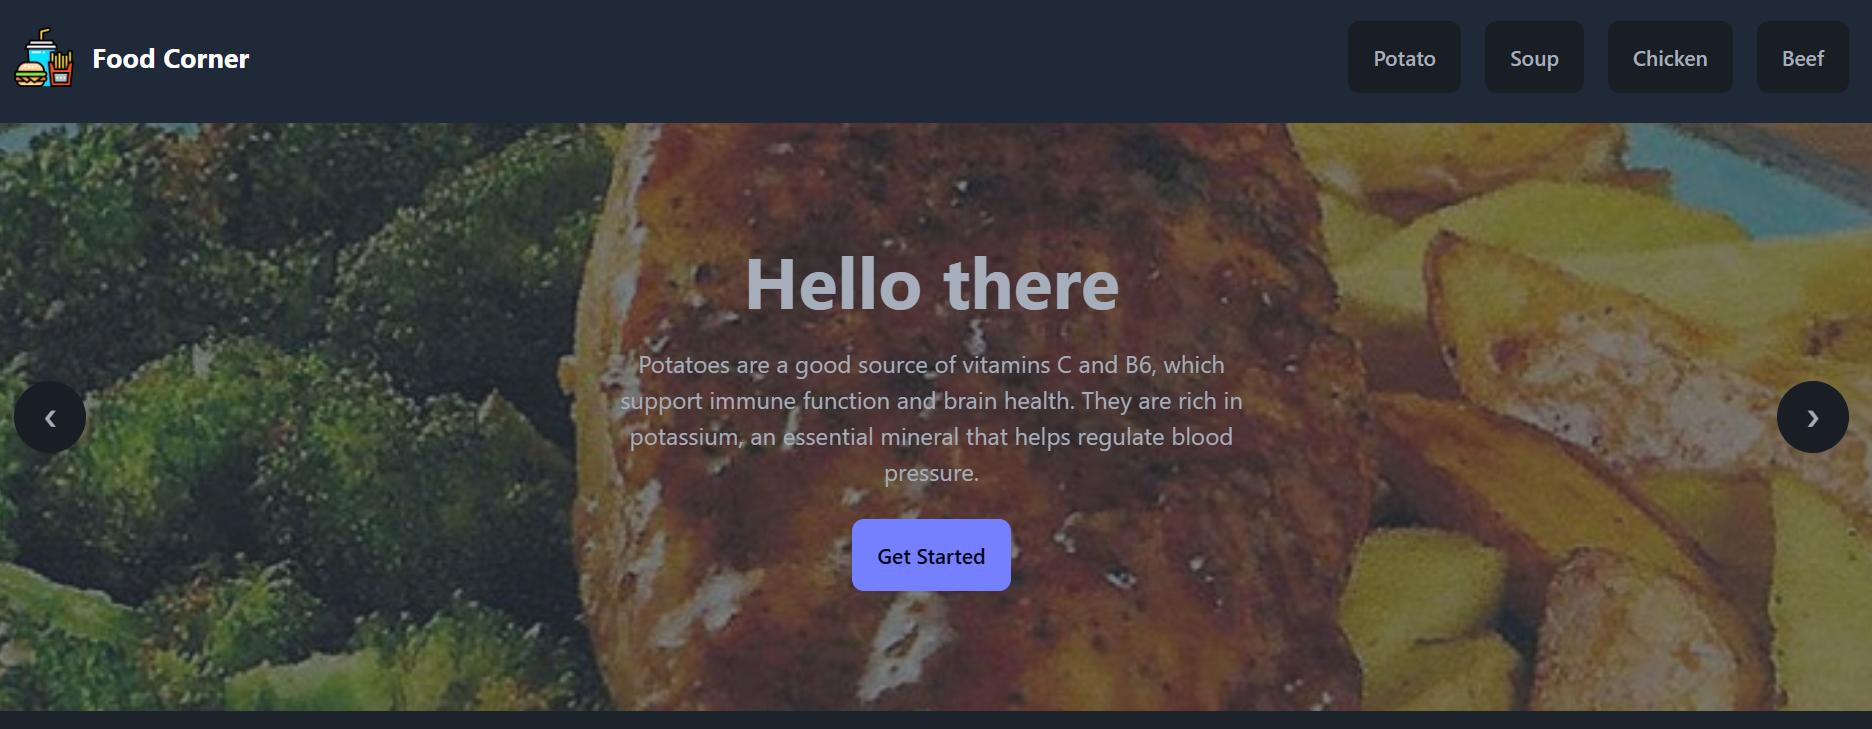 Food Corner
Potato
Soup
Chicken
Beef
Hello there
Potatoes are a good source of vitamins C and B6, which
support immune function and brain health. They are rich in
potassium, an essential mineral that helps regulate blood
pressure.
❮
❯
Get Started